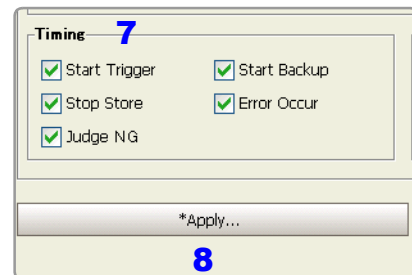 Timing 7
Start Trigger Start Backup
Stop Store Error Occur
Judge NG
*Apply...
8